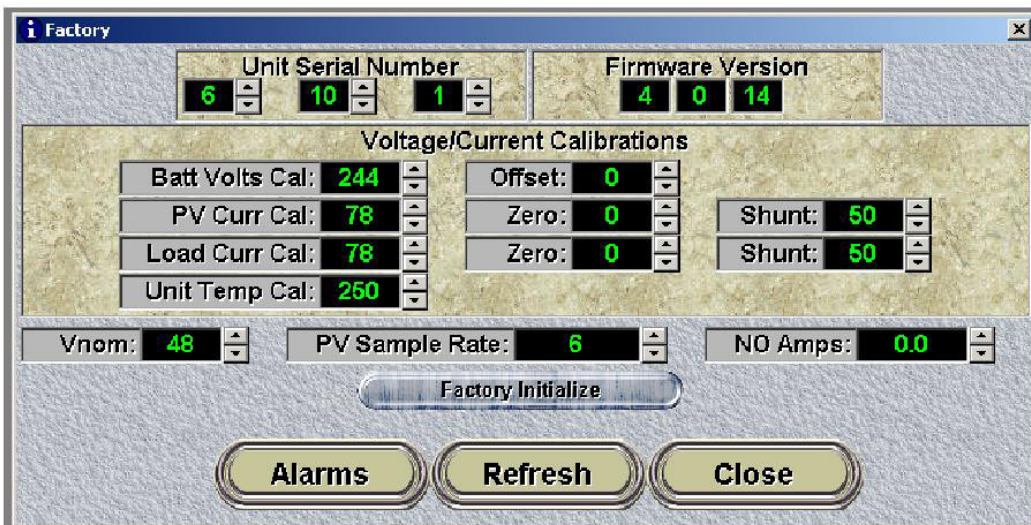 Factory
Unit Serial Number Firmware Version
6 10 1 4 0 14
Voltage/Current Calibrations
Batt Volts Cal: 244 Offset: 0
PV Curr Cal: 78 Zero: 0 Shunt: 50
Load Curr Cal: 78 Zero: 0 Shunt: 50
Unit Temp Cal: 250
Vnom: 48 PV Sample Rate: 6 NO Amps: 0.0
Factory Initialize
Alarms Refresh Close